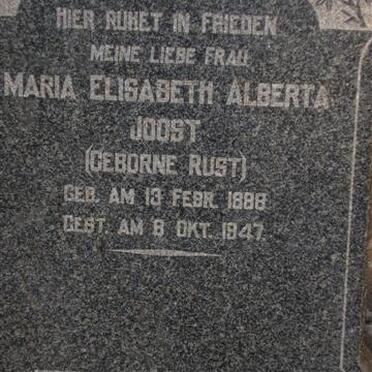 HIER RUHET IN FRIEDEN
MEINE LIEBE FRAU
MARIA ELISABETH ALBERTA
JOOST
(GEBORNE RUST)
GEB. AM 13 FEBR. 1888
GEST. AM 8 OKT. 1947.